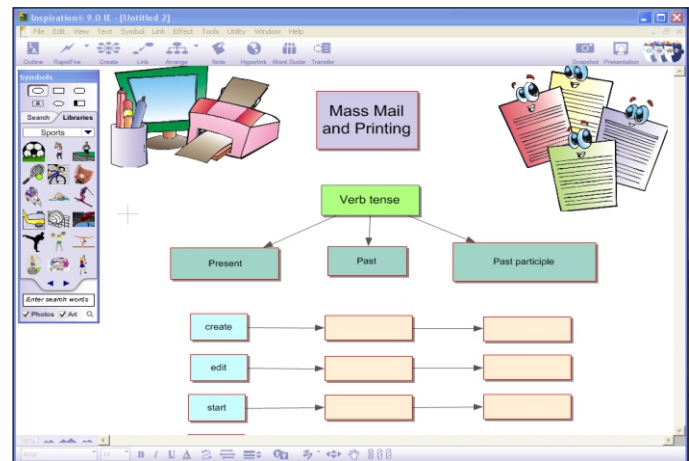 Inspiration® 9.0 IE - [Untitled 2]
File Edit View Text Symbol Link Effect Tools Utility Window Help
Outline RapidFire Create Link Arrange Note Hyperlink Word Guide Transfer Snapshot Presentation
Symbols
Search Libraries
Sports
Enter search words
Photos Art
Mass Mail
and Printing
Verb tense
Present Past Past participle
create
edit
start
Arial 14 B I U A